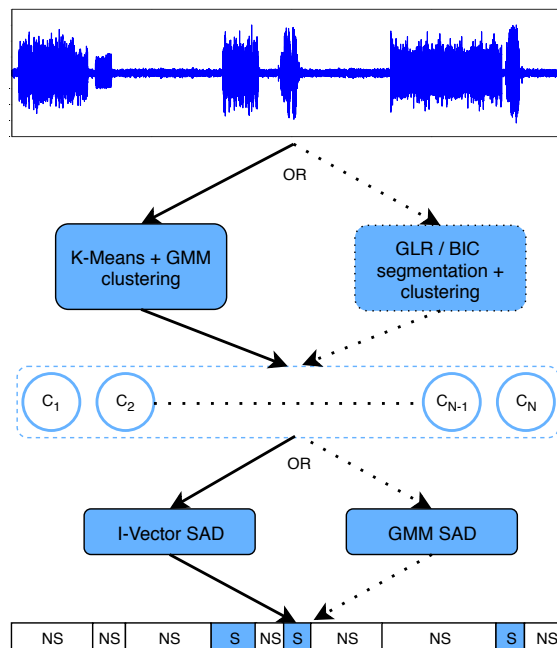 OR
K-Means + GMM
clustering
GLR / BIC
segmentation +
clustering
C1 C2 CN-1 CN
OR
I-Vector SAD
GMM SAD
NS NS NS S NS S NS NS S NS